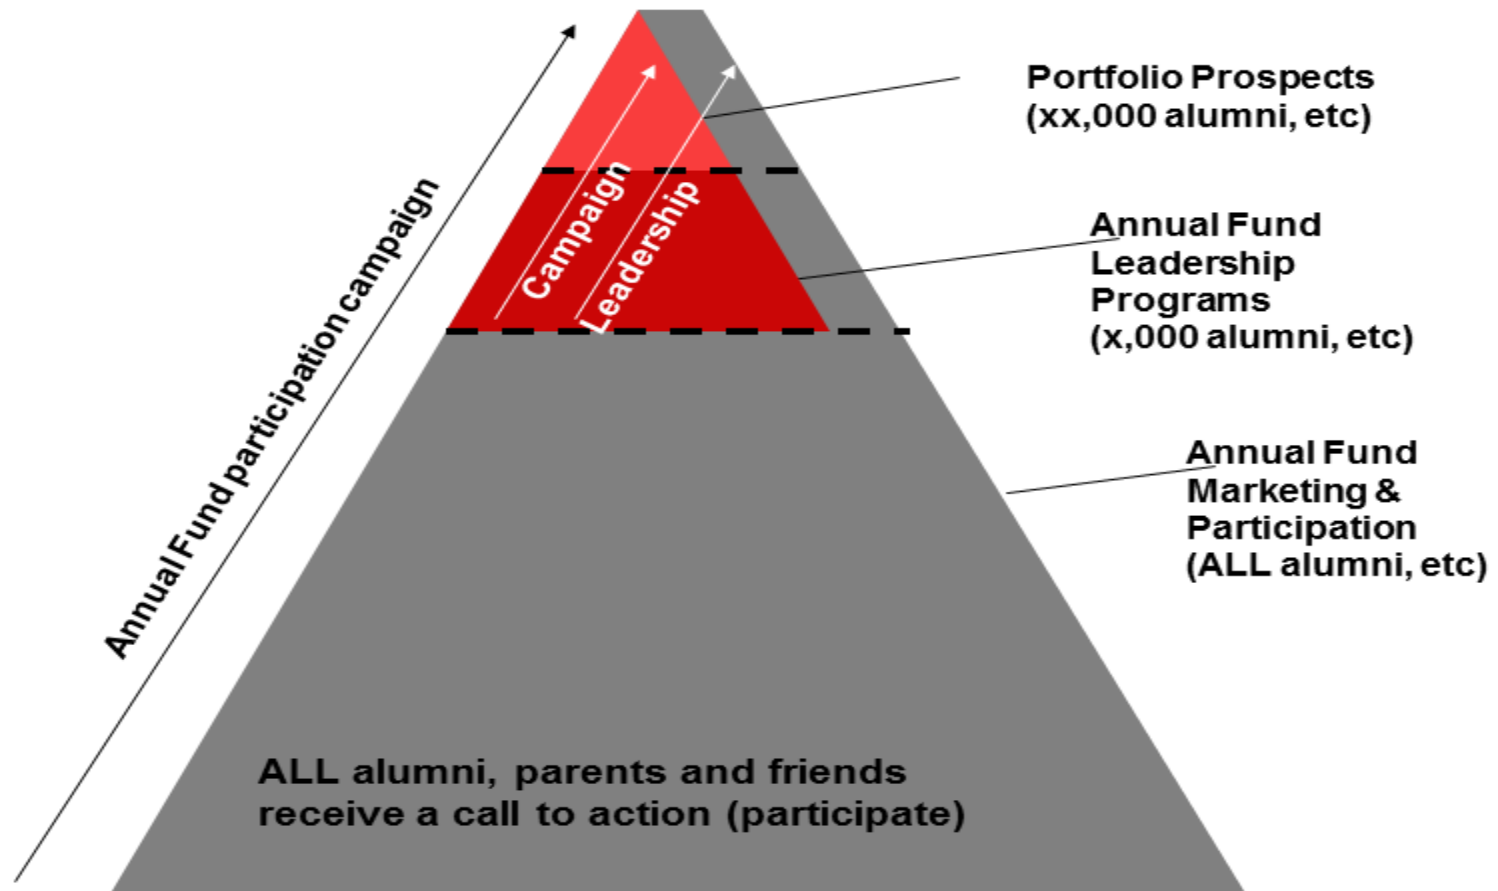 Portfolio Prospects
(xx,000 alumni, etc)
Annual Fund participation campaign
Campaign
Leadership
Annual Fund
Leadership
Programs
(x,000 alumni, etc)
Annual Fund
Marketing &
Participation
(ALL alumni, etc)
ALL alumni, parents and friends
receive a call to action (participate)